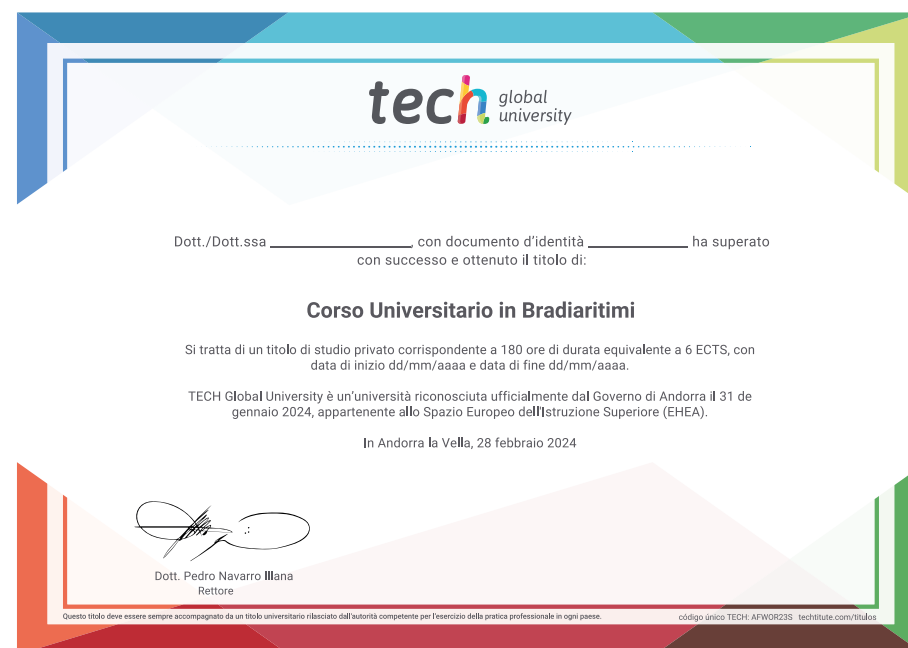 tech global university
Dott./Dott.ssa ____________________, con documento d'identità ______________ ha superato
con successo e ottenuto il titolo di:
Corso Universitario in Bradiaritimi
Si tratta di un titolo di studio privato corrispondente a 180 ore di durata equivalente a 6 ECTS, con
data di inizio dd/mm/aaaa e data di fine dd/mm/aaaa.
TECH Global University è un'università riconosciuta ufficialmente dal Governo di Andorra il 31 de
gennaio 2024, appartenente allo Spazio Europeo dell'Istruzione Superiore (EHEA).
In Andorra la Vella, 28 febbraio 2024
Dott. Pedro Navarro Illana
Rettore
Questo titolo deve essere sempre accompagnato da un titolo universitario rilasciato dall'autorità competente per l'esercizio della pratica professionale in ogni paese.
código único TECH: AFWOR23S techtitute.com/titulos